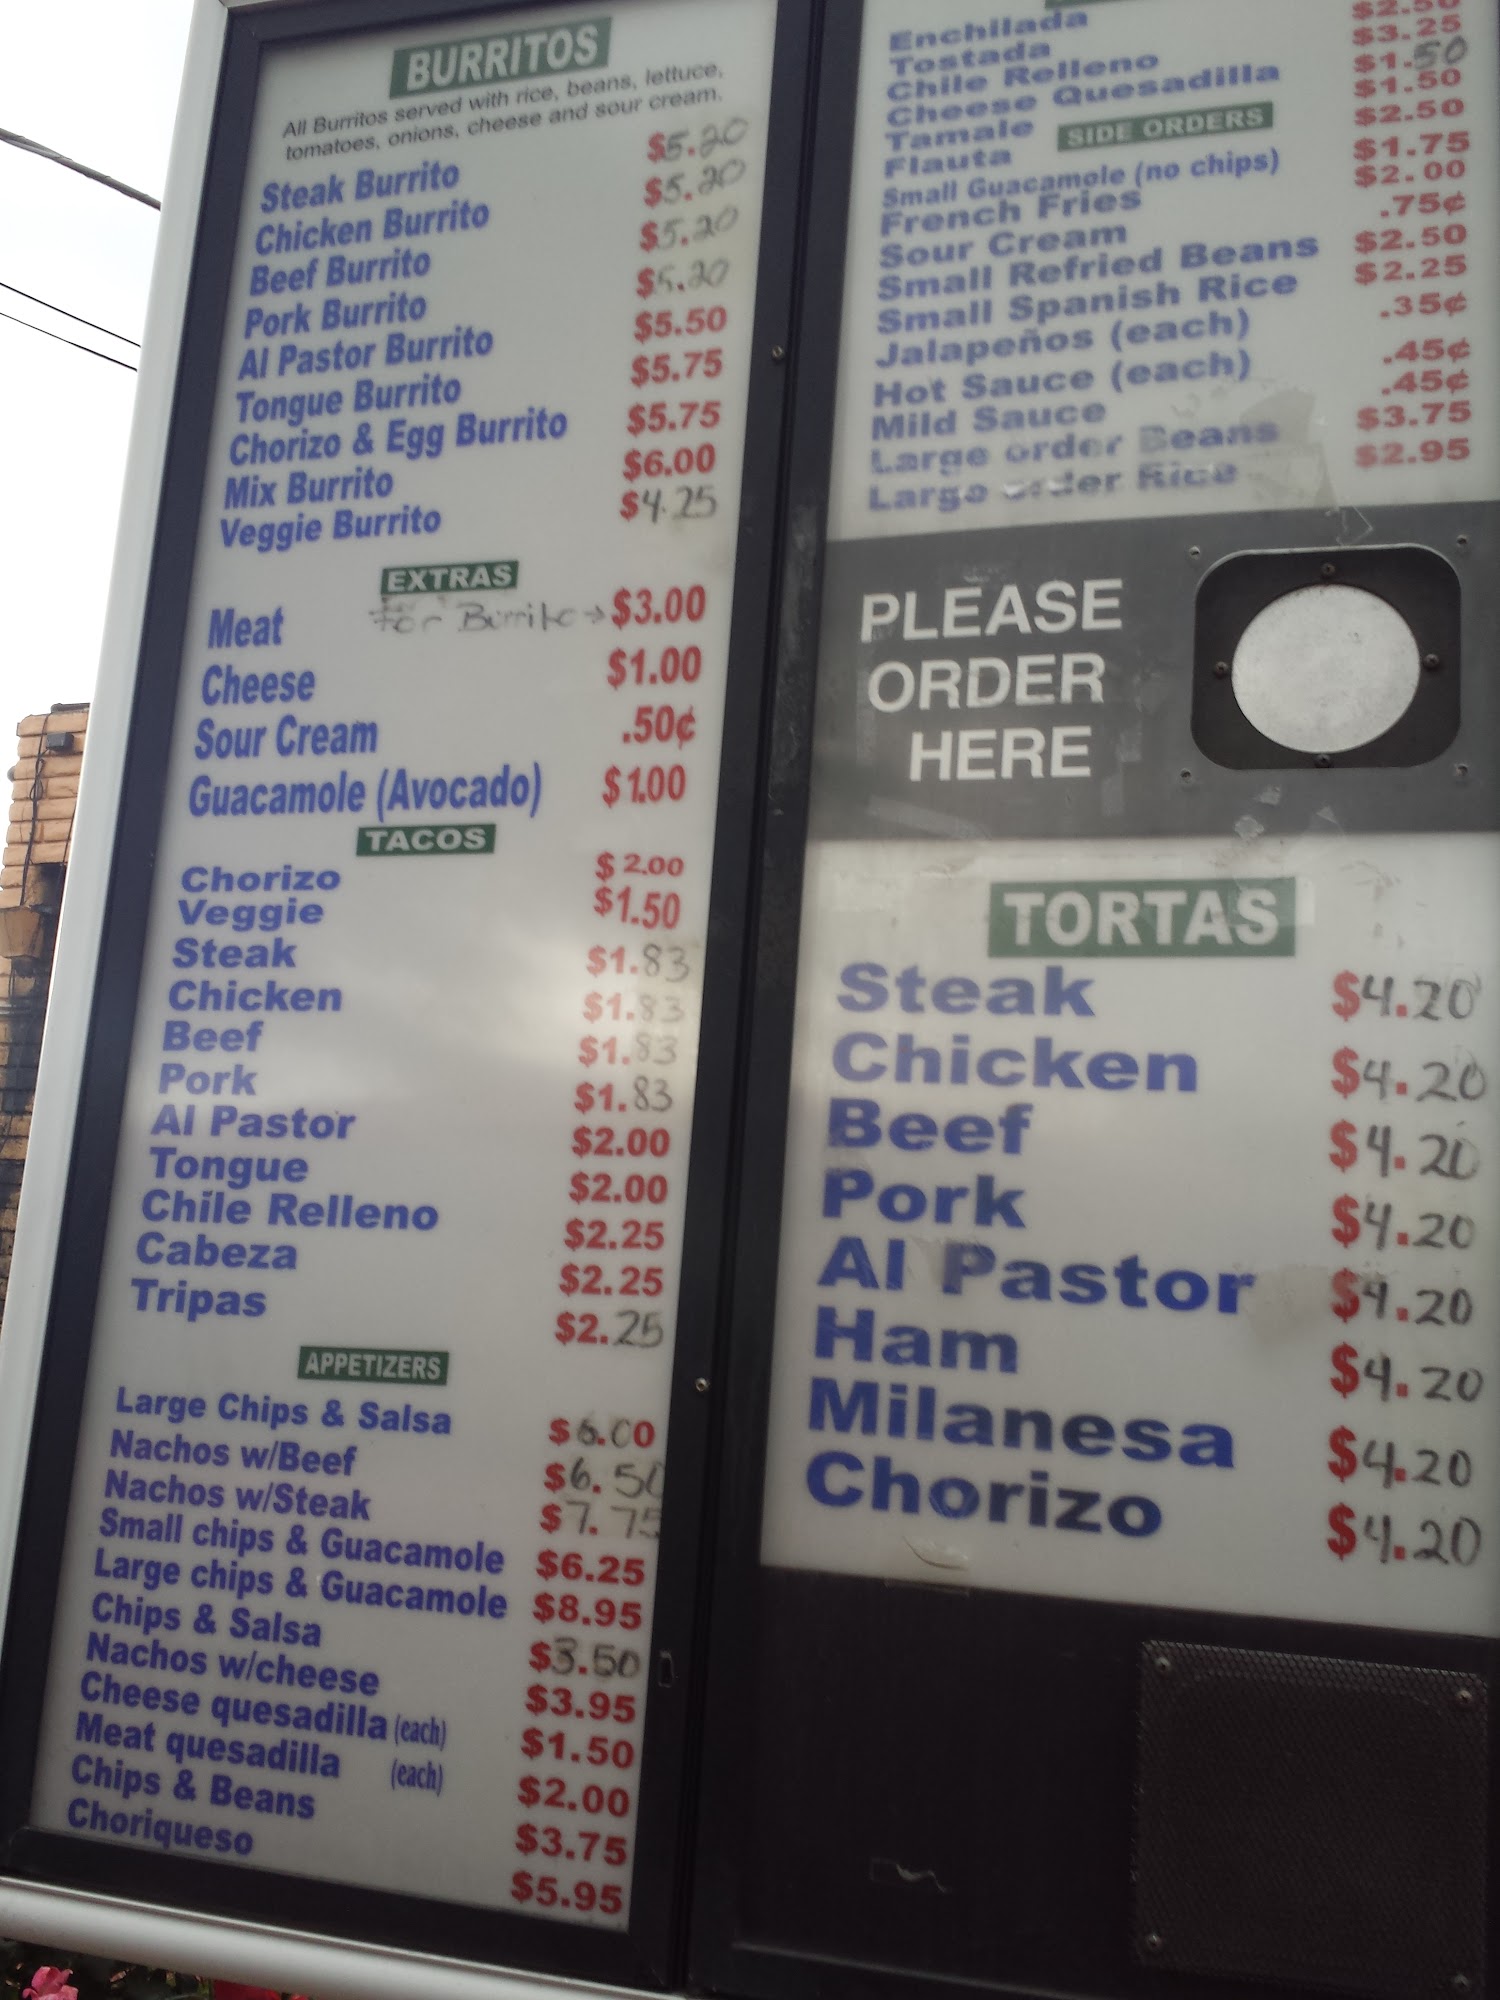 BURRITOS
All Burritos served with rice, beans, lettuce,
tomatoes, onions, cheese and sour cream.
Steak Burrito $5.20
Chicken Burrito $5.20
Beef Burrito $5.20
Pork Burrito $5.20
Al Pastor Burrito $5.50
Tongue Burrito $5.75
Chorizo & Egg Burrito $5.75
Mix Burrito $6.00
Veggie Burrito $4.25
EXTRAS
Meat For Burrito → $3.00
Cheese $1.00
Sour Cream .50¢
Guacamole (Avocado) $1.00
TACOS
Chorizo $2.00
Veggie $1.50
Steak $1.83
Chicken $1.83
Beef $1.83
Pork $1.83
Al Pastor $2.00
Tongue $2.00
Chile Relleno $2.25
Cabeza $2.25
Tripas $2.25
APPETIZERS
Large Chips & Salsa $6.00
Nachos w/Beef $6.50
Nachos w/Steak $7.75
Small chips & Guacamole $6.25
Large chips & Guacamole $8.95
Chips & Salsa $3.50
Nachos w/cheese $3.95
Cheese quesadilla (each) $1.50
Meat quesadilla (each) $2.00
Chips & Beans $3.75
Choriqueso $5.95
Enchilada
Tostada $2.50
Chile Relleno $3.25
Cheese Quesadilla $1.50
Tamale $1.50
Flauta $2.50
SIDE ORDERS
Small Guacamole (no chips) $1.75
French Fries $2.00
Sour Cream .75¢
Small Refried Beans $2.50
Small Spanish Rice $2.25
Jalapeños (each) .35¢
Hot Sauce (each) .45¢
Mild Sauce .45¢
Large order Beans $3.75
Large order Rice $2.95
PLEASE
ORDER
HERE
TORTAS
Steak $4.20
Chicken $4.20
Beef $4.20
Pork $4.20
Al Pastor $4.20
Ham $4.20
Milanesa $4.20
Chorizo $4.20